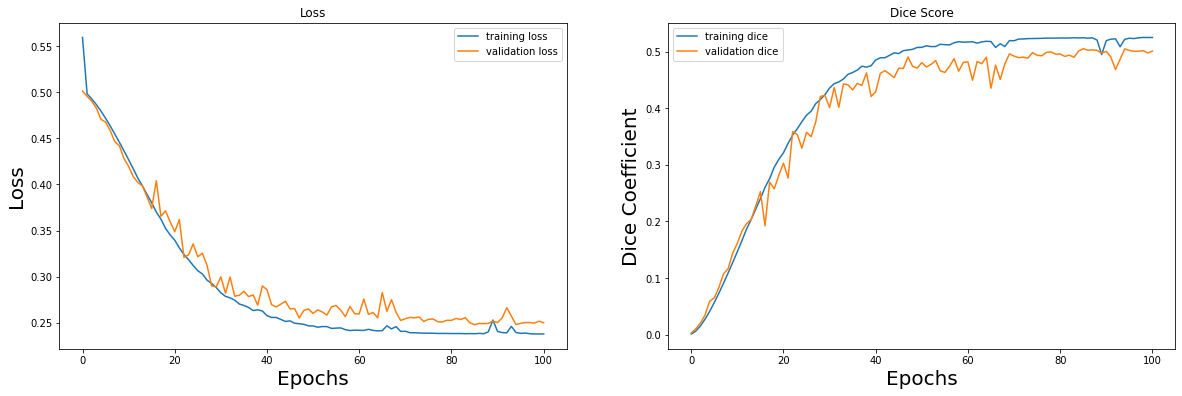 Loss
training loss
validation loss
0.55
0.50
0.45
0.40
0.35
0.30
0.25
Loss
0 20 40 60 80 100
Epochs
Dice Score
training dice
validation dice
0.5
0.4
0.3
0.2
0.1
0.0
Dice Coefficient
0 20 40 60 80 100
Epochs